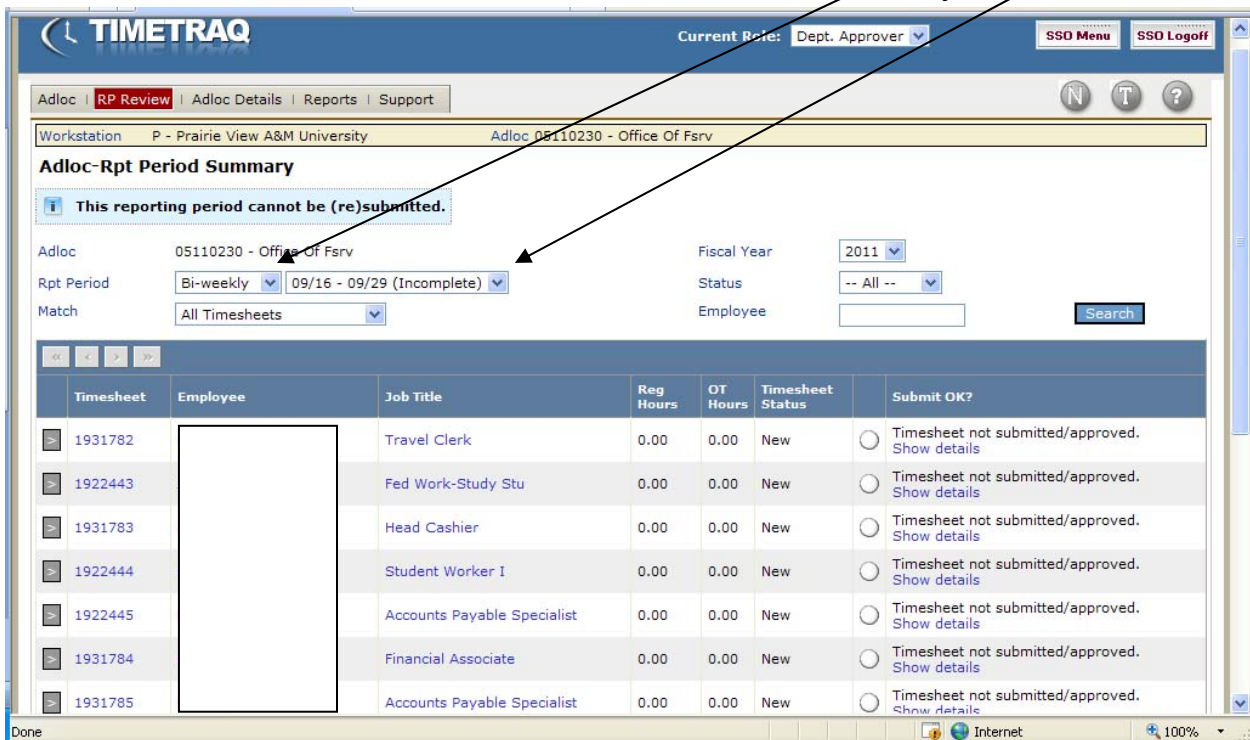 TIMETRAQ
Current Role: Dept. Approver
SSO Menu
SSO Logoff
Adloc | RP Review | Adloc Details | Reports | Support
N T ?
Workstation P - Prairie View A&M University Adloc 05110230 - Office Of Fsrv
Adloc-Rpt Period Summary
i This reporting period cannot be (re)submitted.
Adloc 05110230 - Office Of Fsrv Fiscal Year 2011
Rpt Period Bi-weekly 09/16 - 09/29 (Incomplete) Status -- All --
Match All Timesheets Employee Search
<< < > >>
Timesheet Employee Job Title Reg Hours OT Hours Timesheet Status Submit OK?
> 1931782 Travel Clerk 0.00 0.00 New Timesheet not submitted/approved.
Show details
> 1922443 Fed Work-Study Stu 0.00 0.00 New Timesheet not submitted/approved.
Show details
> 1931783 Head Cashier 0.00 0.00 New Timesheet not submitted/approved.
Show details
> 1922444 Student Worker I 0.00 0.00 New Timesheet not submitted/approved.
Show details
> 1922445 Accounts Payable Specialist 0.00 0.00 New Timesheet not submitted/approved.
Show details
> 1931784 Financial Associate 0.00 0.00 New Timesheet not submitted/approved.
Show details
> 1931785 Accounts Payable Specialist 0.00 0.00 New Timesheet not submitted/approved.
Show details
Done Internet 100%